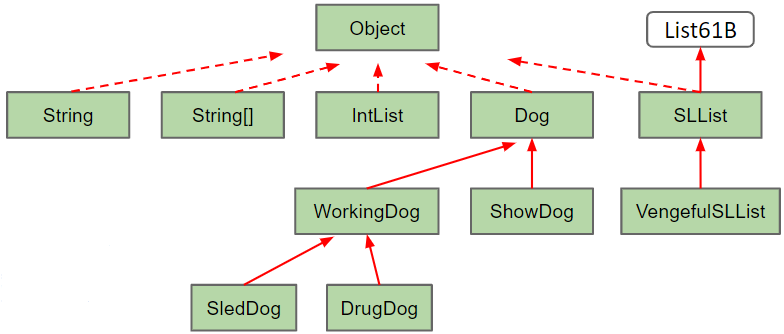 Object
List61B
String
String[]
IntList
Dog
SLList
WorkingDog
ShowDog
VengefulSLList
SledDog
DrugDog